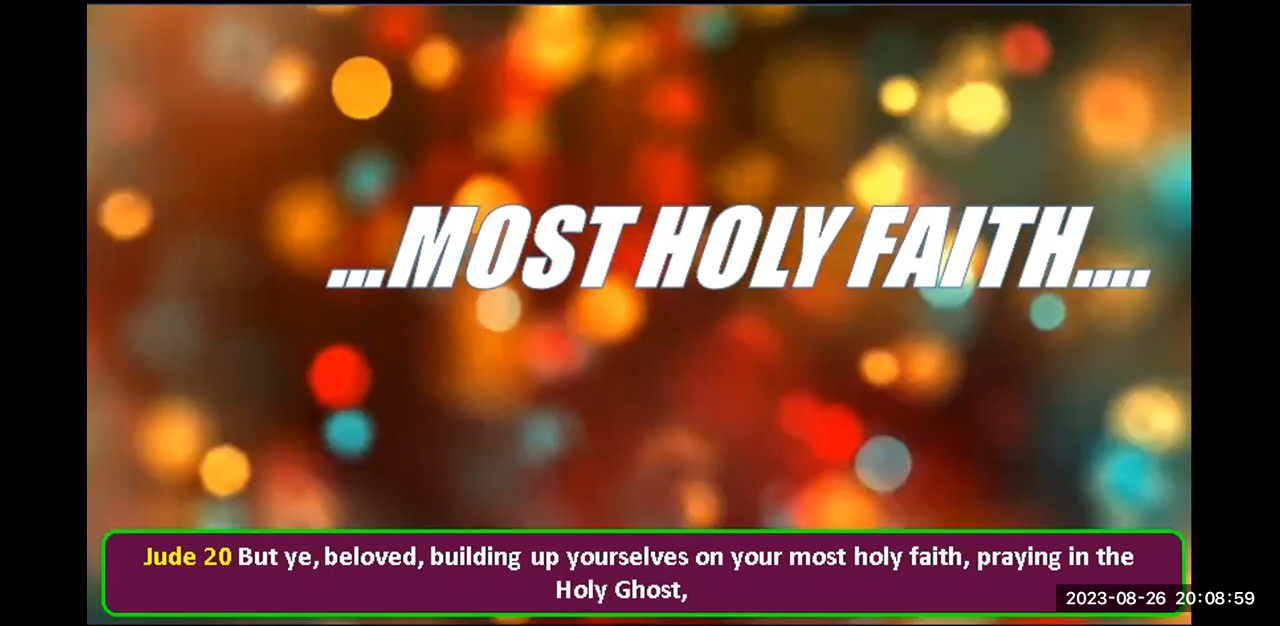 ...MOST HOLY FAITH....
Jude 20 But ye, beloved, building up yourselves on your most holy faith, praying in the
Holy Ghost,
2023-08-26 20:08:59